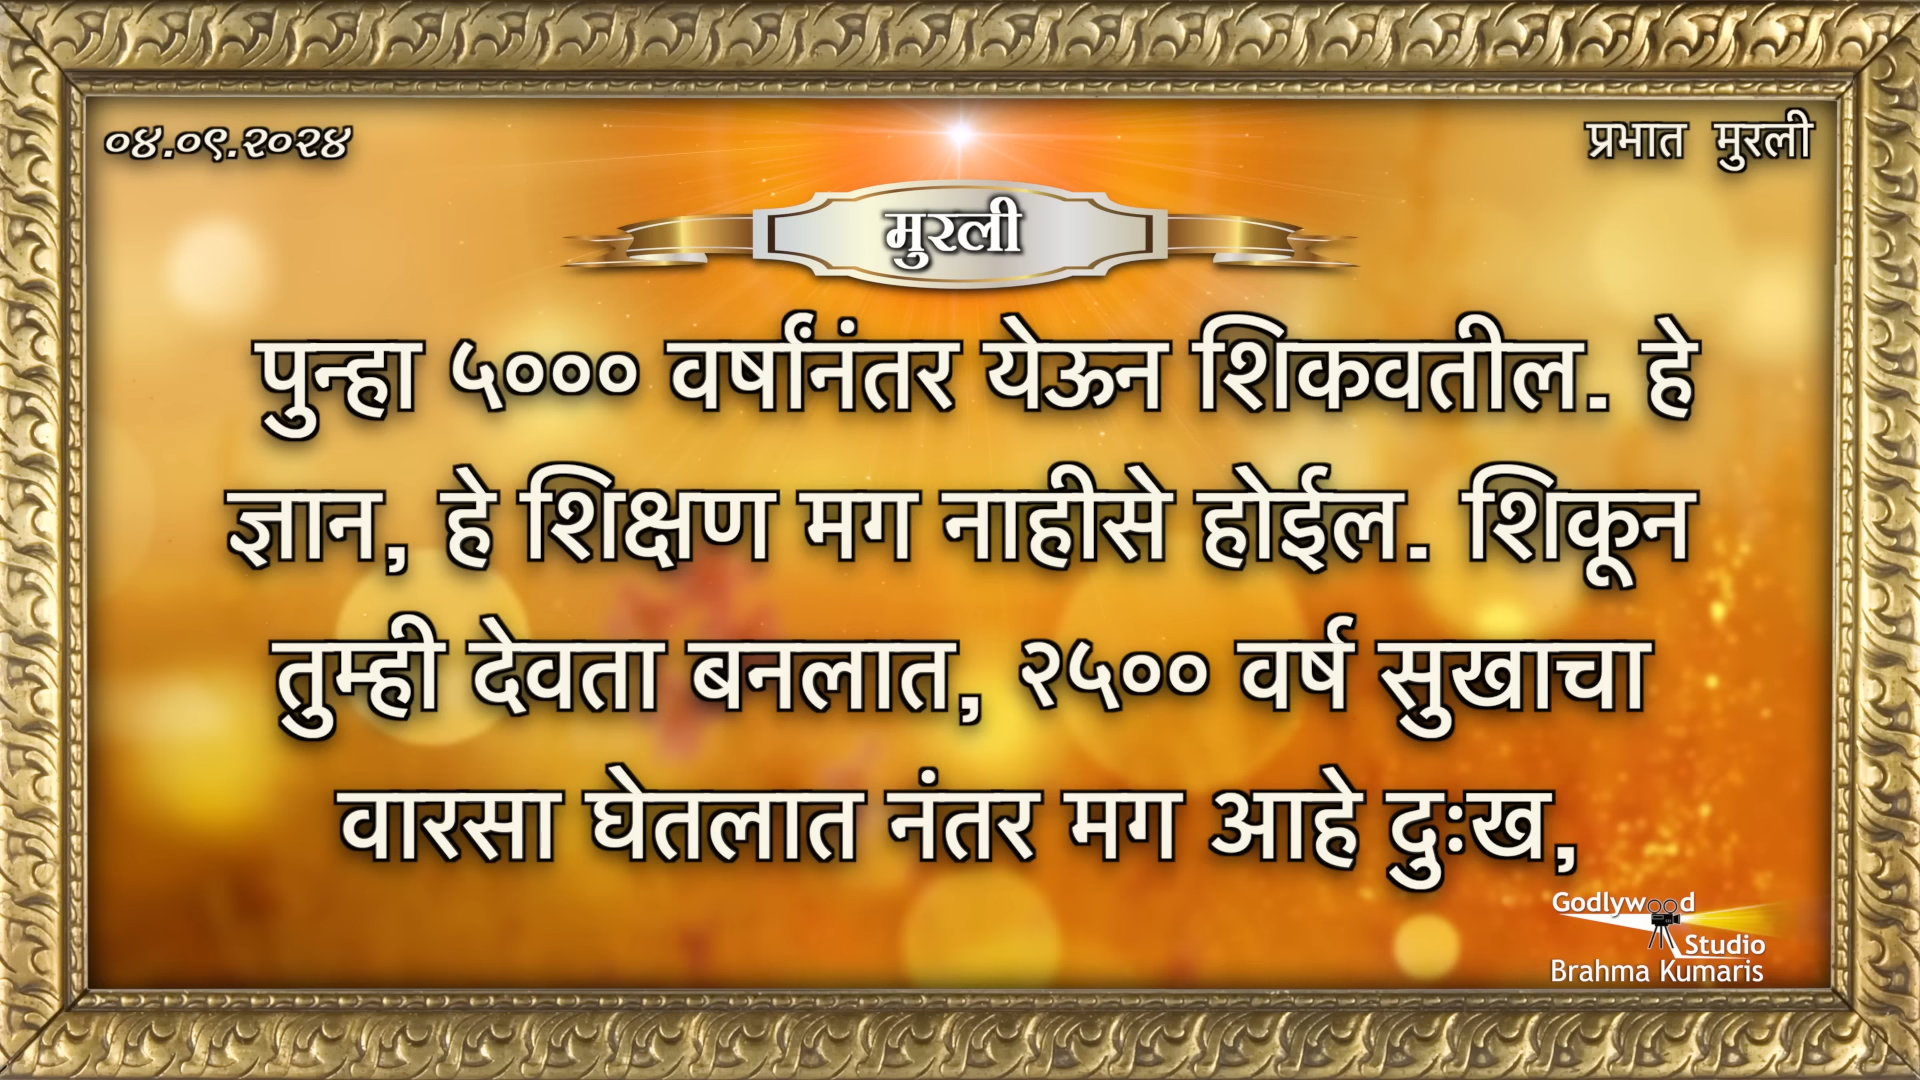 ०४.०९.२०२४
प्रभात मुरली
मुरली
पुन्हा ५००० वर्षांनंतर येऊन शिकवतील. हे
ज्ञान, हे शिक्षण मग नाहीसे होईल. शिकून
तुम्ही देवता बनलात, २५०० वर्ष सुखाचा
वारसा घेतलात नंतर मग आहे दुःख,
Godlywood
Studio
Brahma Kumaris